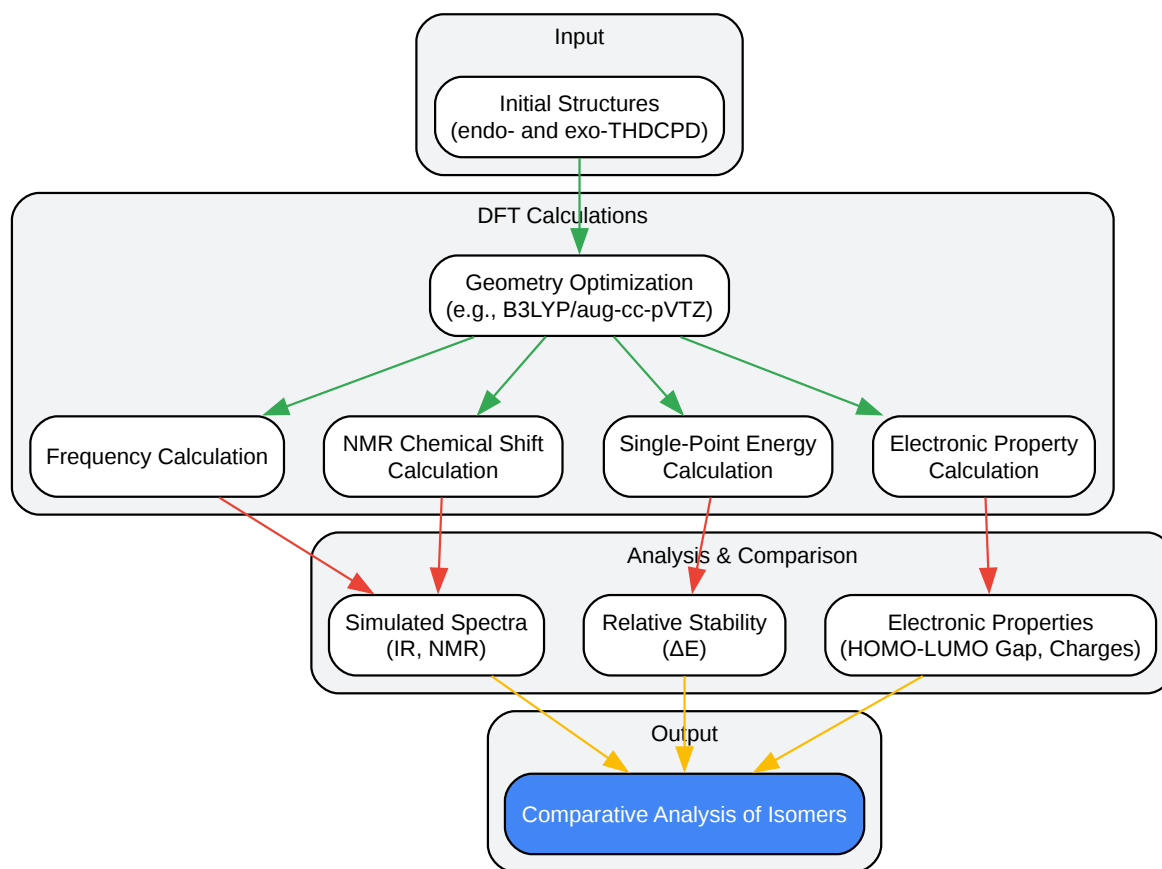 Input
Initial Structures
(endo- and exo-THDCPD)
DFT Calculations
Geometry Optimization
(e.g., B3LYP/aug-cc-pVTZ)
Frequency Calculation
NMR Chemical Shift
Calculation
Single-Point Energy
Calculation
Electronic Property
Calculation
Analysis & Comparison
Simulated Spectra
(IR, NMR)
Relative Stability
(ΔE)
Electronic Properties
(HOMO-LUMO Gap, Charges)
Output
Comparative Analysis of Isomers